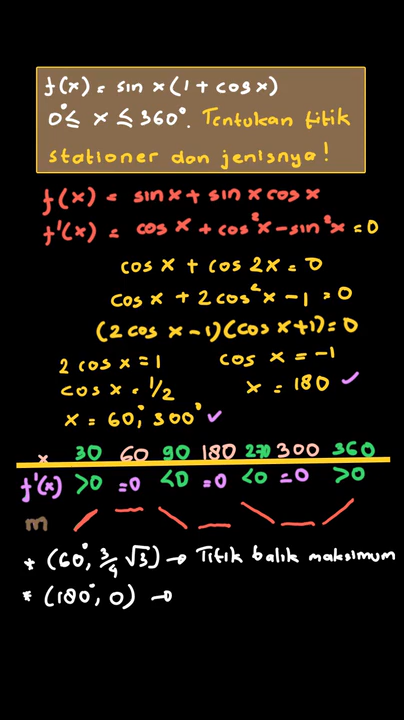 f(x) = sin x (1 + cos x)
0° ≤ x ≤ 360°. Tentukan titik
stationer dan jenisnya!
f(x) = sin x + sin x cos x
f'(x) = cos x + cos²x - sin²x = 0
cos x + cos 2x = 0
cos x + 2 cos²x - 1 = 0
(2 cos x - 1)(cos x + 1) = 0
2 cos x = 1 cos x = -1
cos x = 1/2 x = 180 ✓
x = 60°, 300° ✓
x 30 60 90 180 270 300 360
f'(x) >0 =0 <0 =0 <0 =0 >0
m
* (60°, 3/4 √3) → Titik balik maksimum
* (180°, 0) →